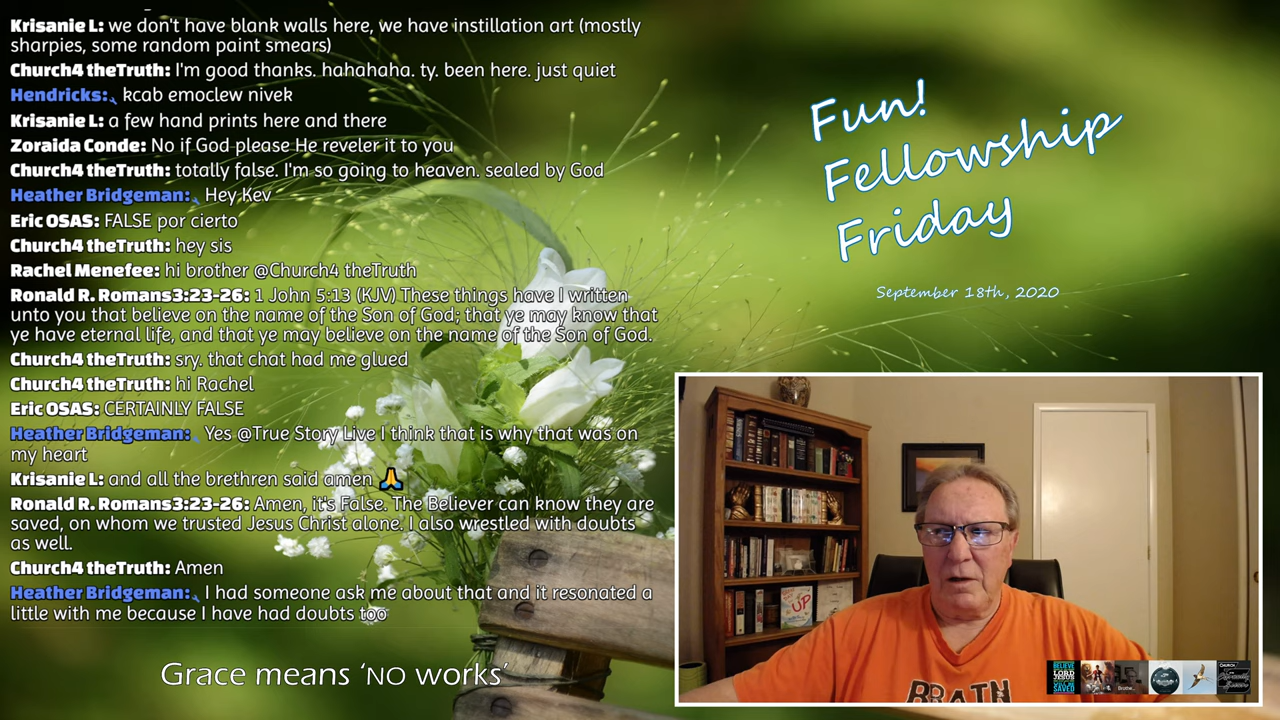 Krisanie L: we don't have blank walls here, we have instillation art (mostly
sharpies, some random paint smears)
Church4 theTruth: I'm good thanks. hahahaha. ty. been here. just quiet
Hendricks: kcab emoclew nivek
Krisanie L: a few hand prints here and there
Zoraida Conde: No if God please He reveler it to you
Church4 theTruth: totally false. I'm so going to heaven. sealed by God
Heather Bridgeman: Hey Kev
Eric OSAS: FALSE por cierto
Church4 theTruth: hey sis
Rachel Menefee: hi brother @Church4 theTruth
Ronald R. Romans3:23-26: 1 John 5:13 (KJV) These things have I written
unto you that believe on the name of the Son of God; that ye may know that
ye have eternal life, and that ye may believe on the name of the Son of God.
Church4 theTruth: sry. that chat had me glued
Church4 theTruth: hi Rachel
Eric OSAS: CERTAINLY FALSE
Heather Bridgeman: Yes @True Story Live I think that is why that was on
my heart
Krisanie L: and all the brethren said amen 🙏
Ronald R. Romans3:23-26: Amen, it's False. The Believer can know they are
saved, on whom we trusted Jesus Christ alone. I also wrestled with doubts
as well.
Church4 theTruth: Amen
Heather Bridgeman: I had someone ask me about that and it resonated a
little with me because I have had doubts too
Grace means ‘NO works’
Fun!
Fellowship
Friday
September 18th, 2020
UP
BELIEVE
LORD
JESUS
SAVED
Brothe...
CHURCH